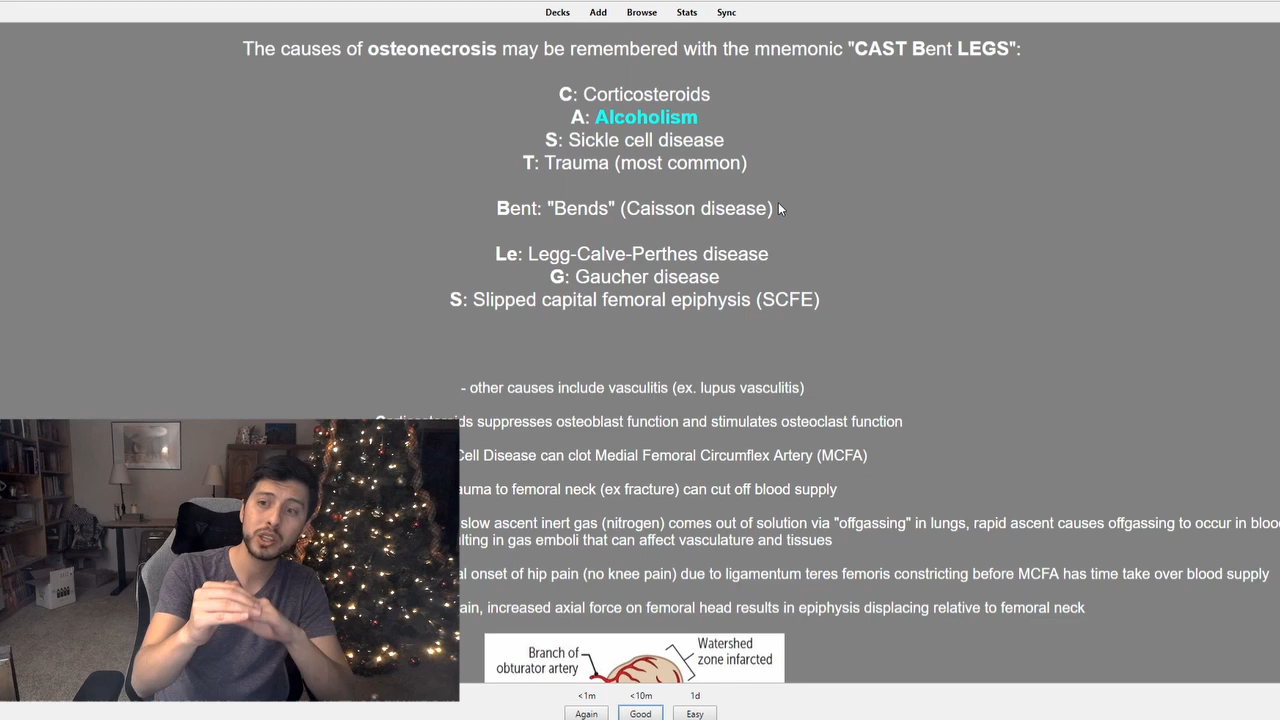 Decks Add Browse Stats Sync
The causes of osteonecrosis may be remembered with the mnemonic "CAST Bent LEGS":
C: Corticosteroids
A: Alcoholism
S: Sickle cell disease
T: Trauma (most common)
Bent: "Bends" (Caisson disease)
Le: Legg-Calve-Perthes disease
G: Gaucher disease
S: Slipped capital femoral epiphysis (SCFE)
- other causes include vasculitis (ex. lupus vasculitis)
suppresses osteoblast function and stimulates osteoclast function
Cell Disease can clot Medial Femoral Circumflex Artery (MCFA)
to femoral neck (ex fracture) can cut off blood supply
slow ascent inert gas (nitrogen) comes out of solution via "offgassing" in lungs, rapid ascent causes offgassing to occur in
in gas emboli that can affect vasculature and tissues
onset of hip pain (no knee pain) due to ligamentum teres femoris constricting before MCFA has time take over blood supply
increased axial force on femoral head results in epiphysis displacing relative to femoral neck
Branch of
obturator artery
Watershed
zone infarcted
<1m <10m 1d
Again Good Easy